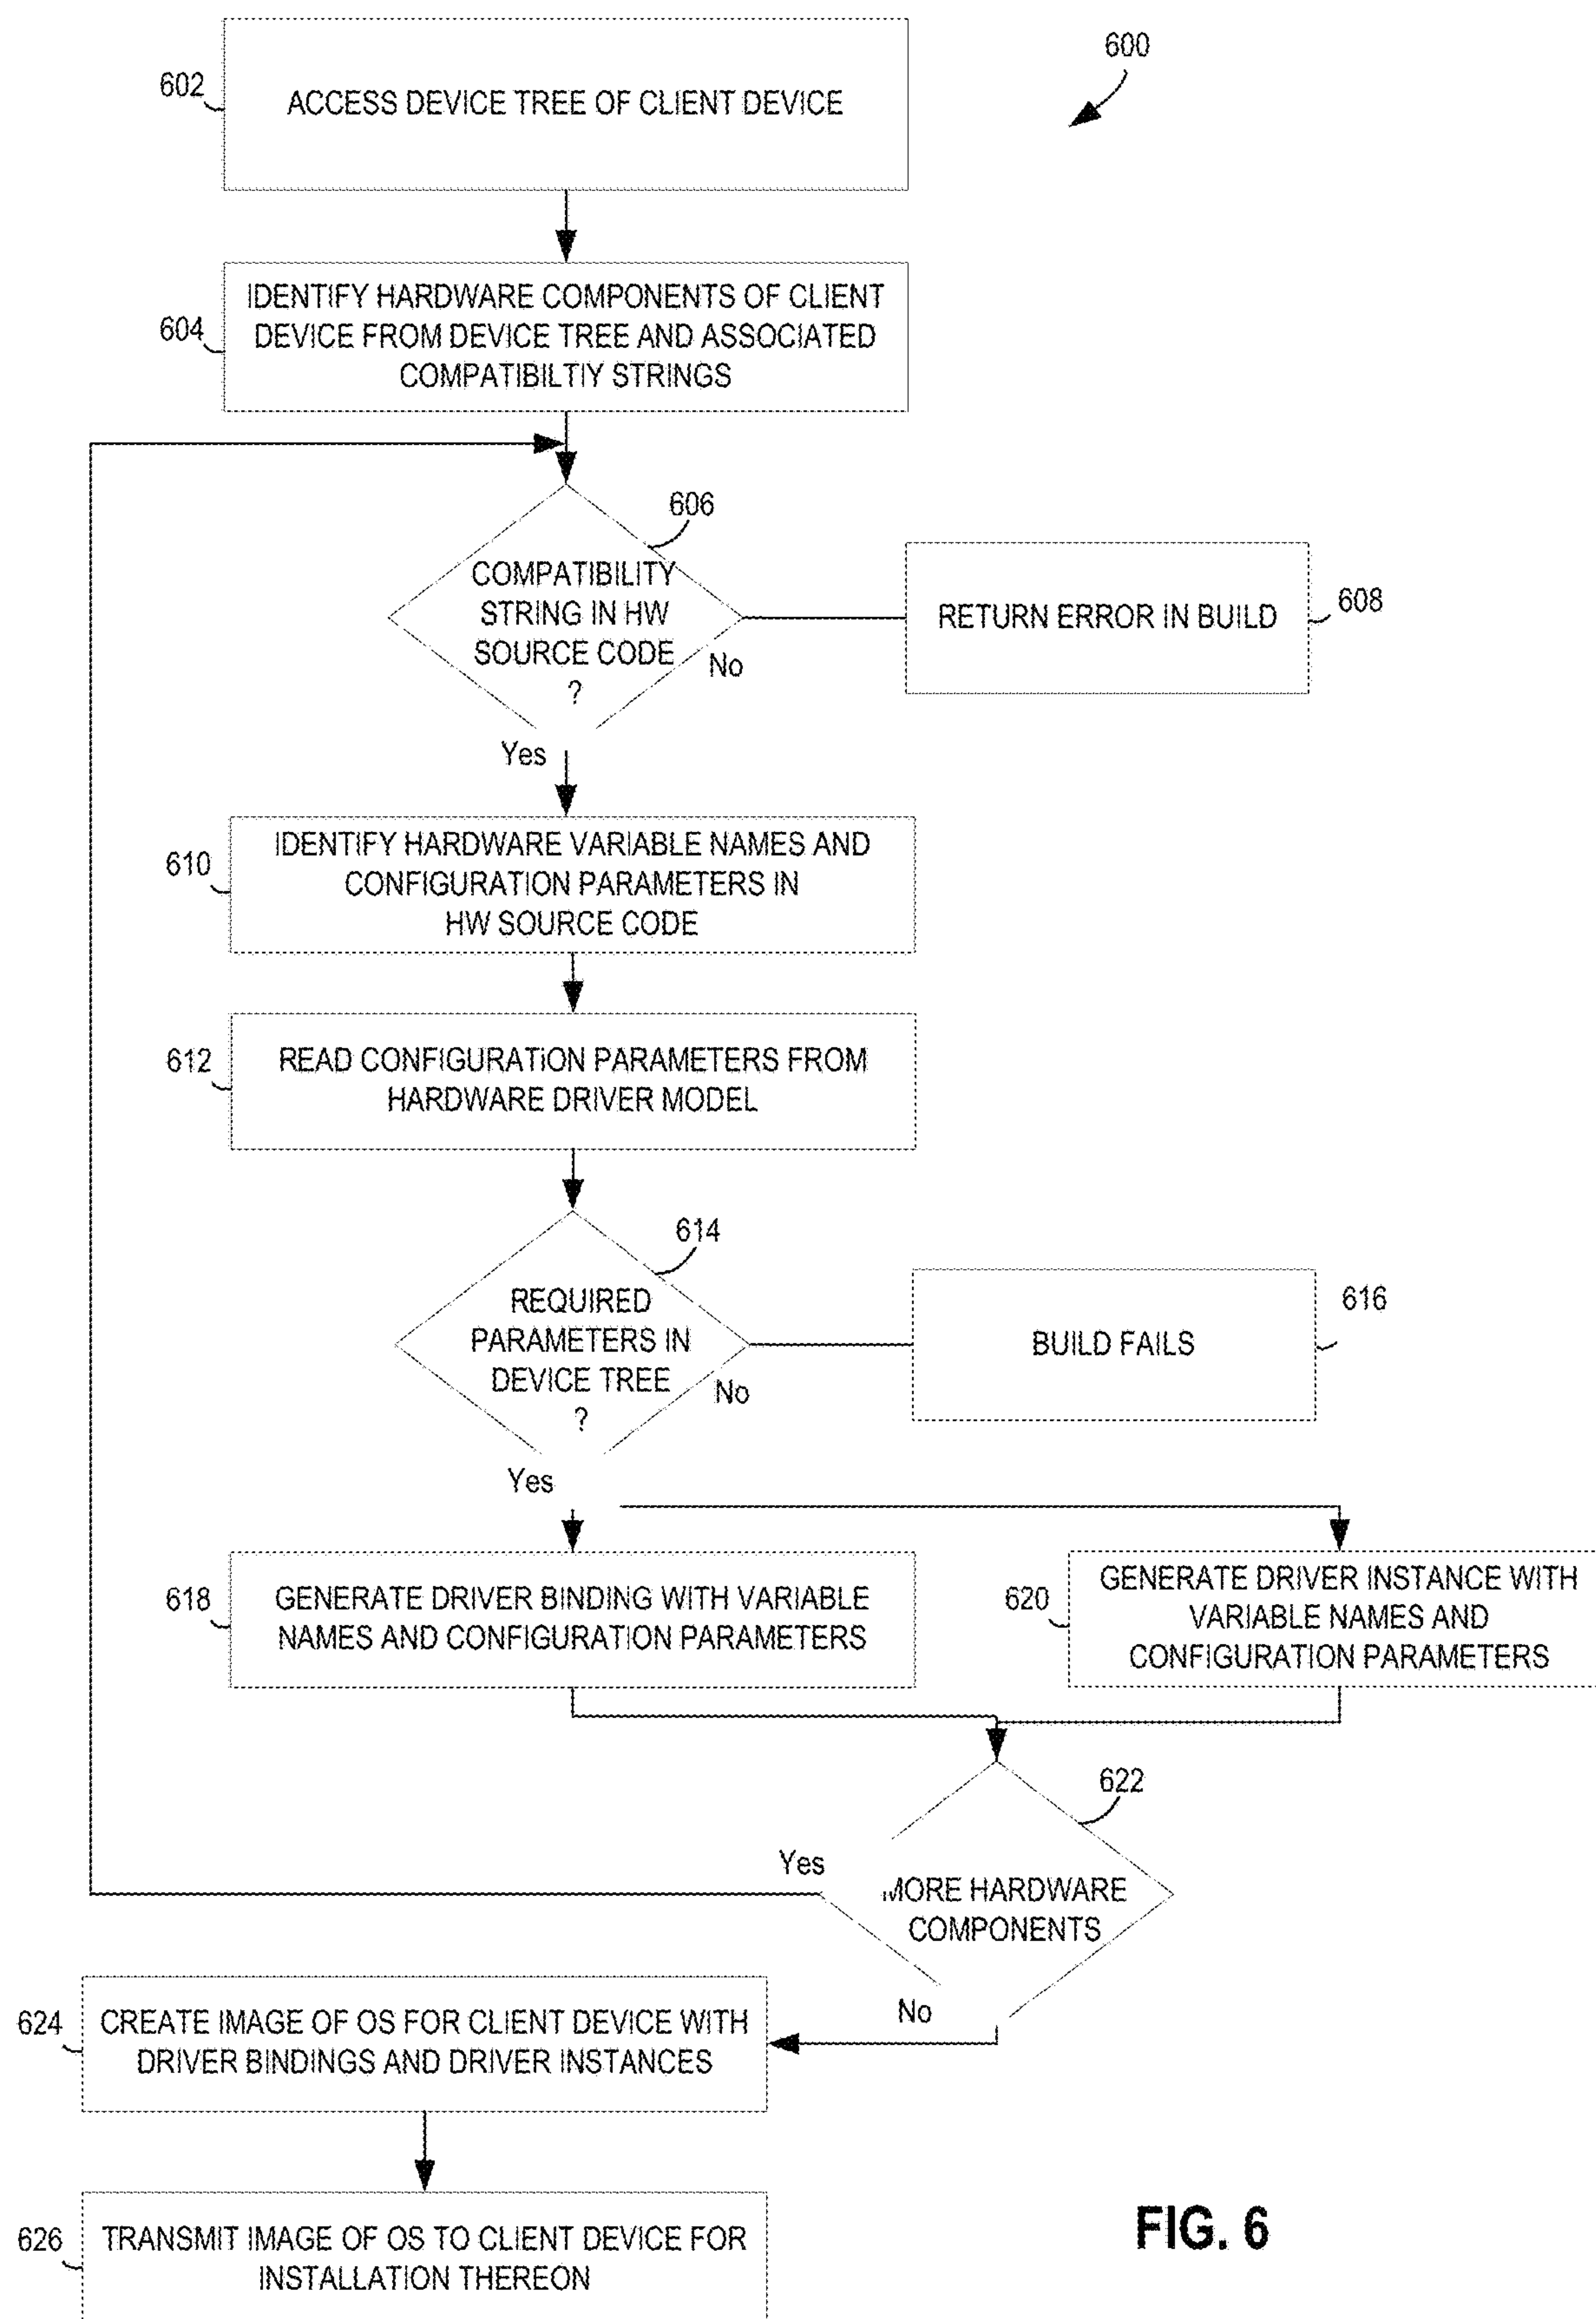 600
602
ACCESS DEVICE TREE OF CLIENT DEVICE
604
IDENTIFY HARDWARE COMPONENTS OF CLIENT
DEVICE FROM DEVICE TREE AND ASSOCIATED
COMPATIBILTIY STRINGS
606
COMPATIBILITY
STRING IN HW
SOURCE CODE
?
No
RETURN ERROR IN BUILD
608
Yes
610
IDENTIFY HARDWARE VARIABLE NAMES AND
CONFIGURATION PARAMETERS IN
HW SOURCE CODE
612
READ CONFIGURATION PARAMETERS FROM
HARDWARE DRIVER MODEL
614
REQUIRED
PARAMETERS IN
DEVICE TREE
?
No
BUILD FAILS
616
Yes
618
GENERATE DRIVER BINDING WITH VARIABLE
NAMES AND CONFIGURATION PARAMETERS
620
GENERATE DRIVER INSTANCE WITH
VARIABLE NAMES AND
CONFIGURATION PARAMETERS
622
Yes
MORE HARDWARE
COMPONENTS
No
624
CREATE IMAGE OF OS FOR CLIENT DEVICE WITH
DRIVER BINDINGS AND DRIVER INSTANCES
626
TRANSMIT IMAGE OF OS TO CLIENT DEVICE FOR
INSTALLATION THEREON
FIG. 6